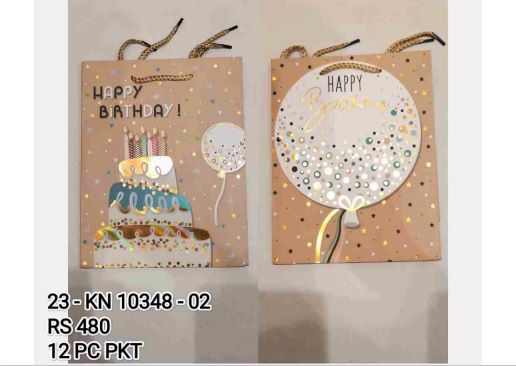 HAPPY
BIRTHDAY!
HAPPY
Birthday
23 - KN 10348 - 02
RS 480
12 PC PKT